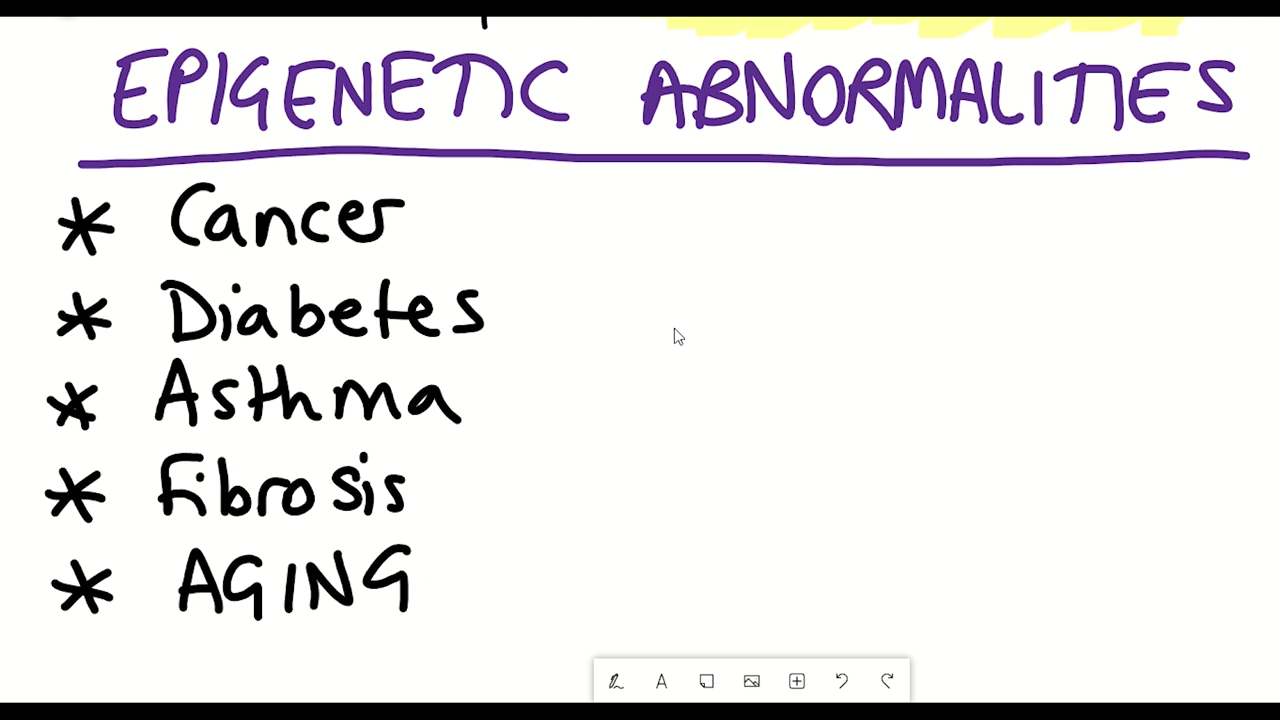 EPIGENETIC ABNORMALITIES
* Cancer
* Diabetes
* Asthma
* Fibrosis
* AGING
A